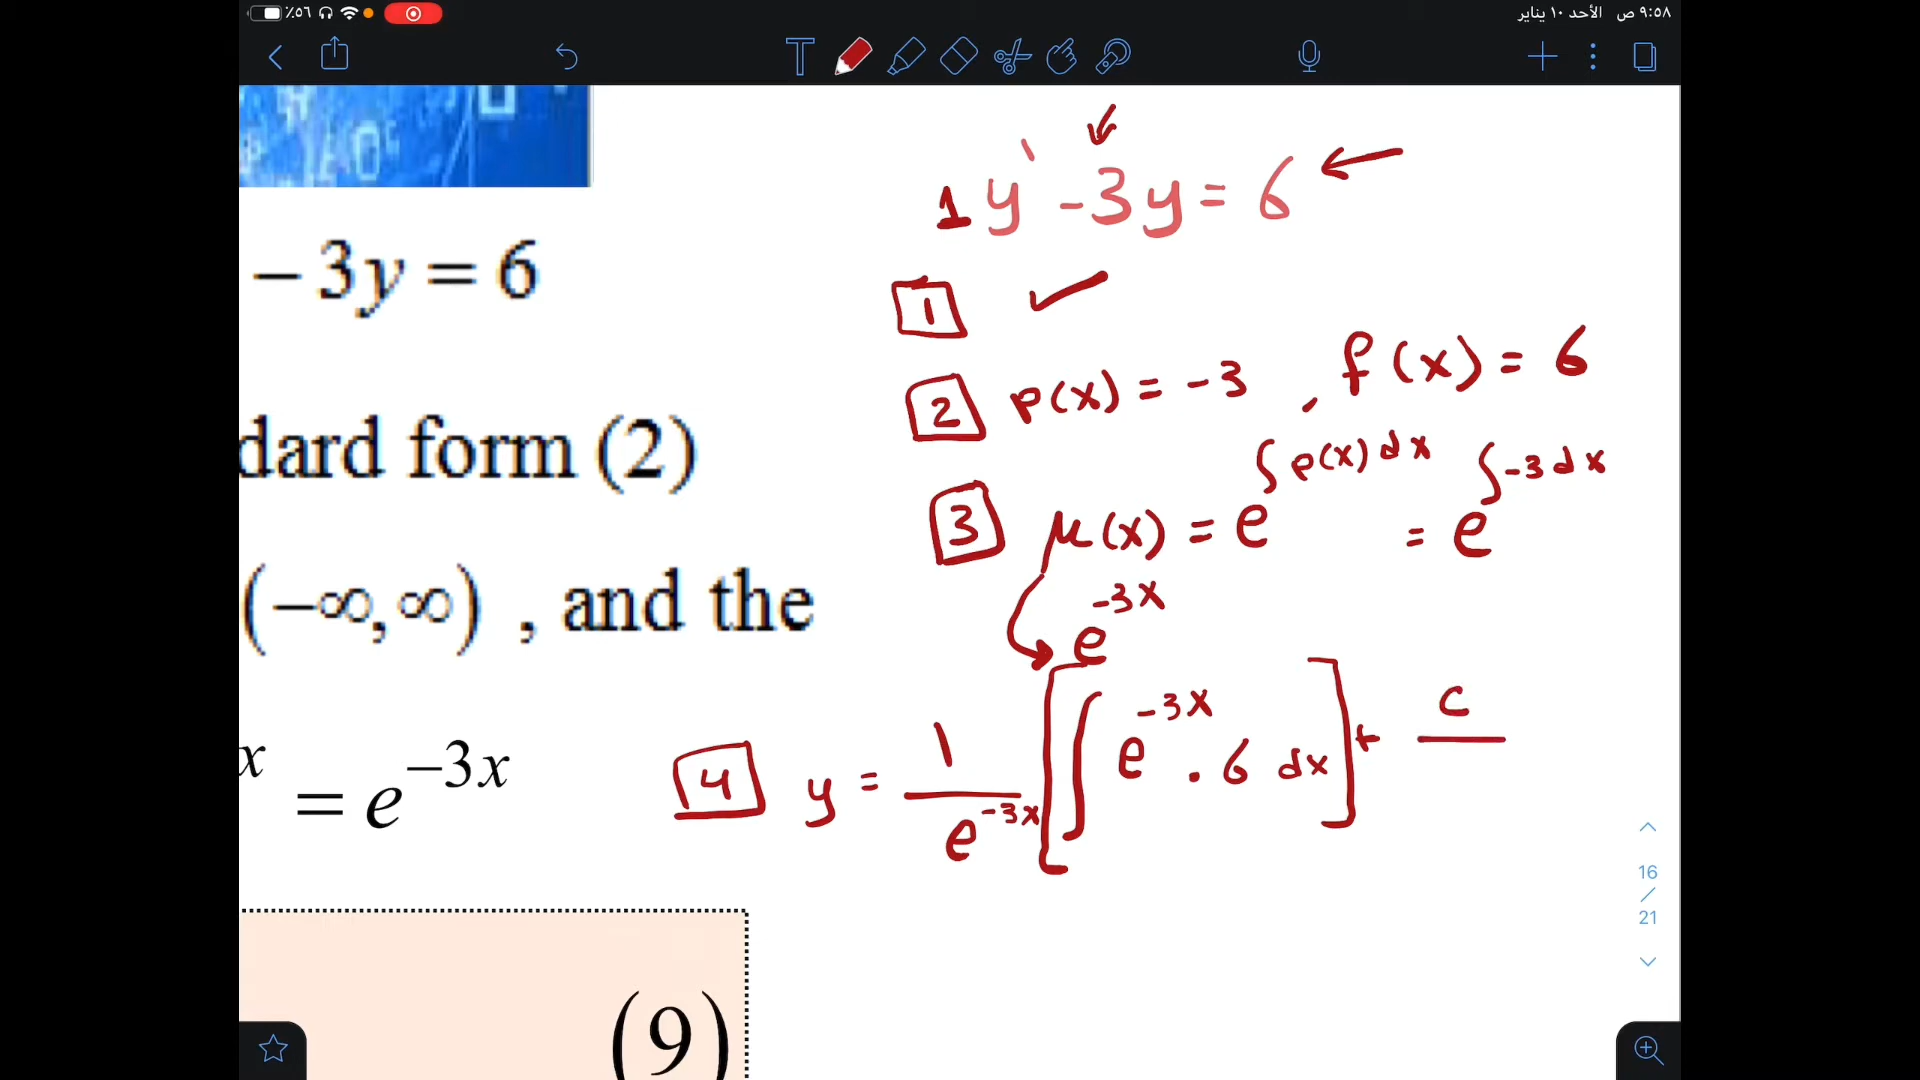 ٪٥٦ ٩:٥٨ ص الأحد ١٠ يناير
T
− 3y = 6
dard form (2)
(−∞,∞) , and the
x = e^{−3x}
(9)
1 y' - 3y = 6
1
2 p(x) = -3 , f(x) = 6
3 μ(x) = e^{∫p(x)dx} = e^{∫-3dx}
e^{-3x}
4 y = 1/e^{-3x} [∫ e^{-3x} . 6 dx] + c
16
/
21